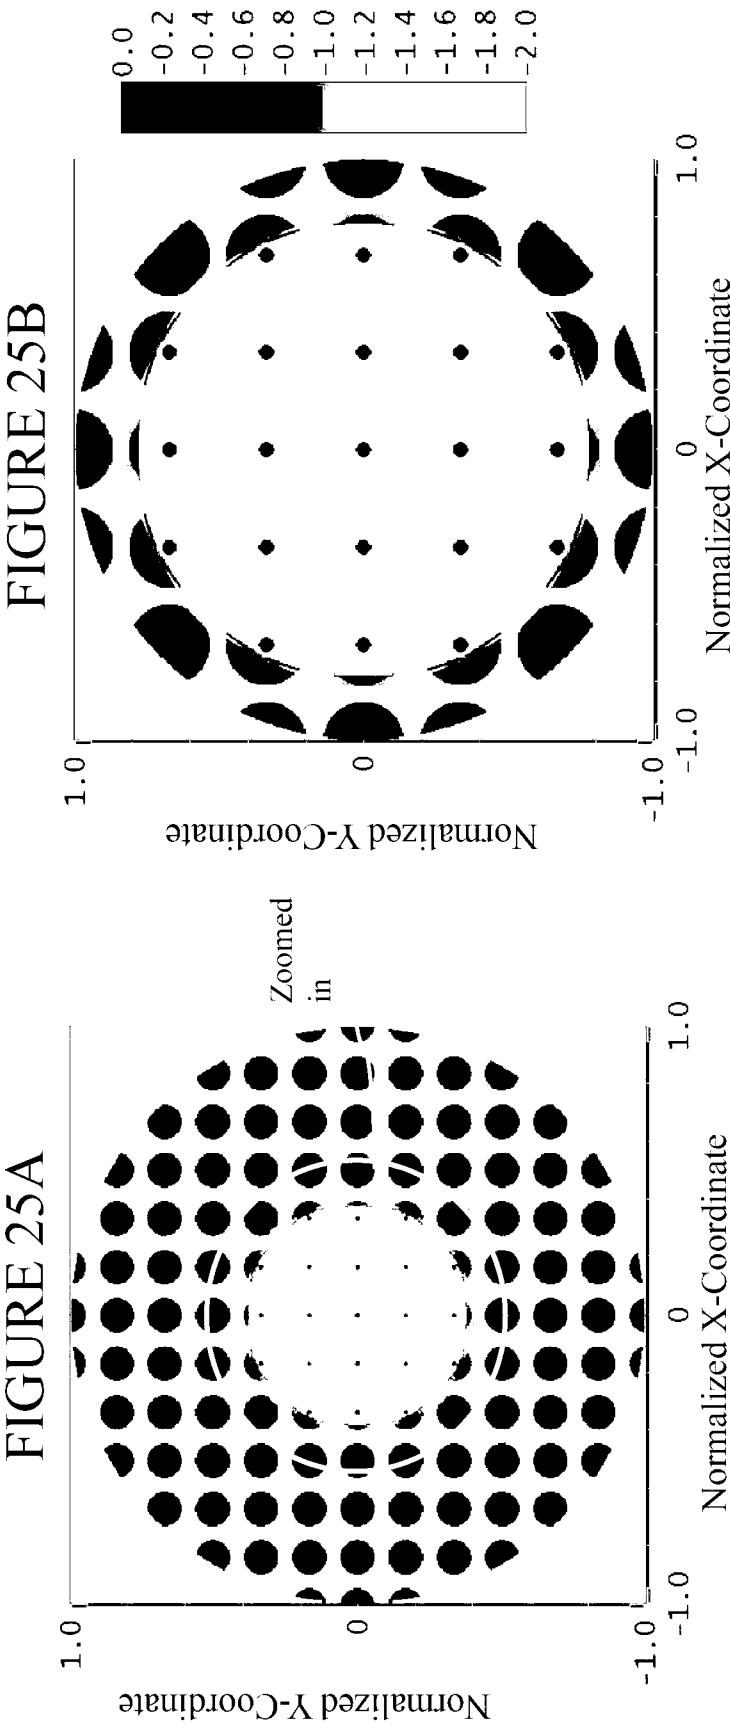 FIGURE 25A
1.0
0
-1.0
Normalized Y-Coordinate
-1.0
0
1.0
Normalized X-Coordinate
Zoomed
in
FIGURE 25B
1.0
0
-1.0
Normalized Y-Coordinate
-1.0
0
1.0
Normalized X-Coordinate
0.0
-0.2
-0.4
-0.6
-0.8
-1.0
-1.2
-1.4
-1.6
-1.8
-2.0